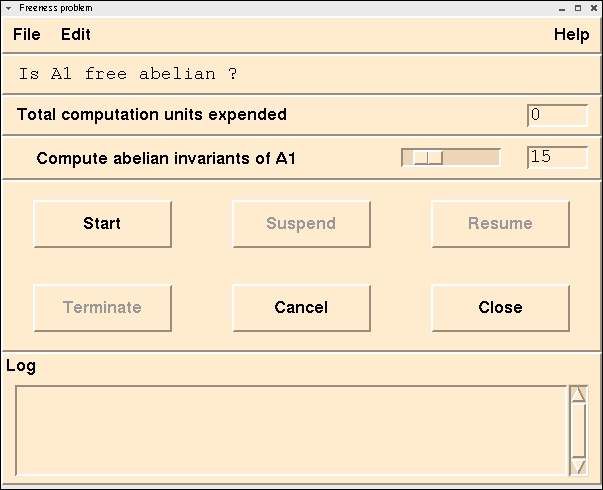 Freeness problem
File Edit Help
Is A1 free abelian ?
Total computation units expended 0
Compute abelian invariants of A1 15
Start Suspend Resume
Terminate Cancel Close
Log